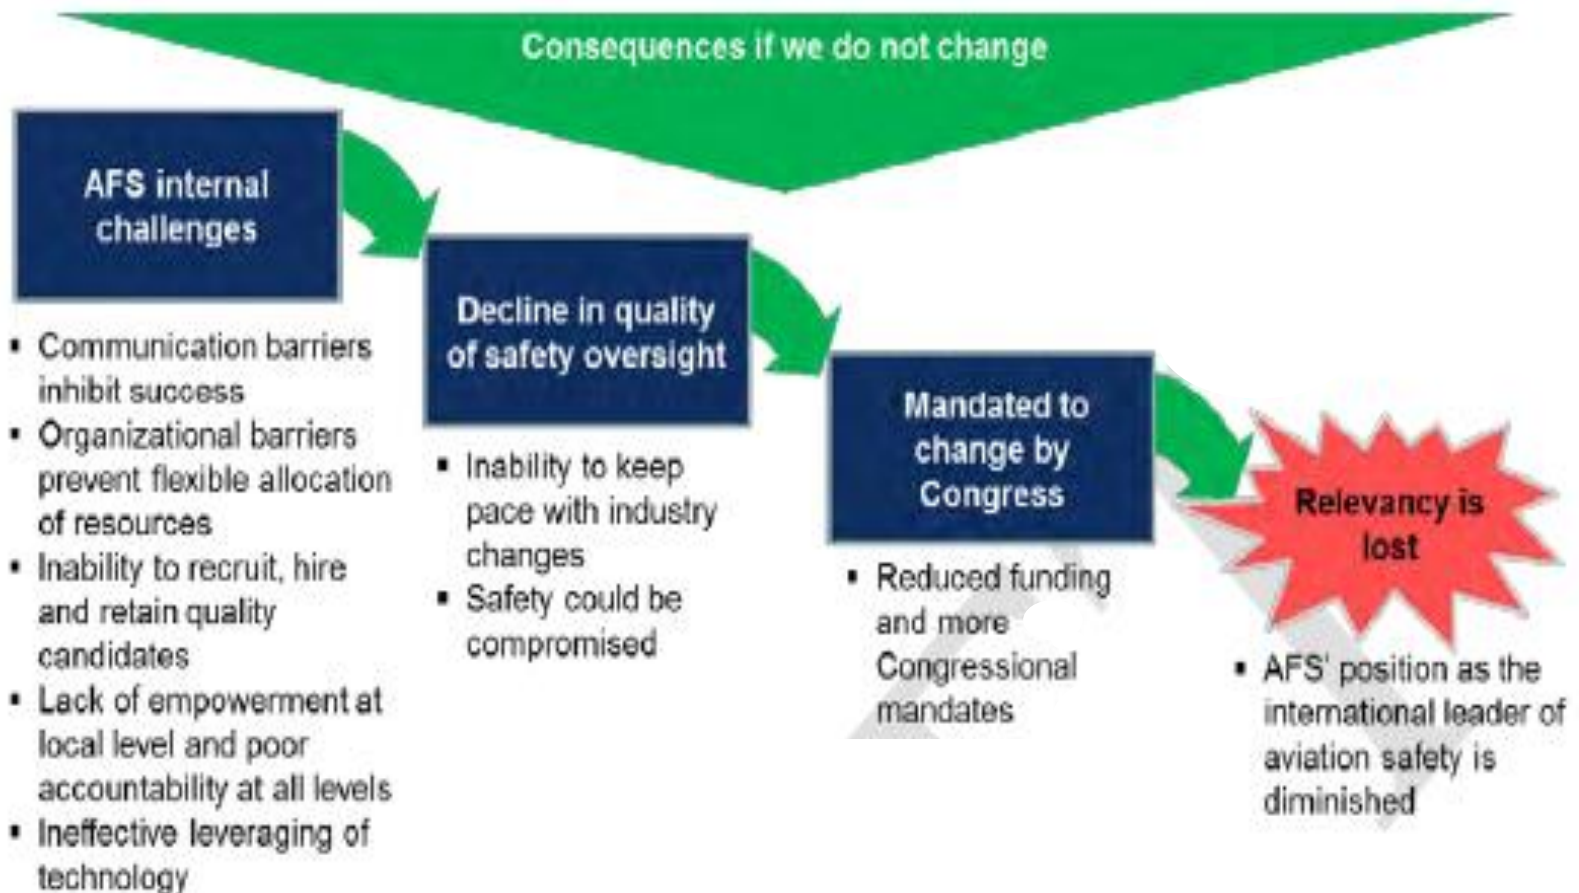 Consequences if we do not change
AFS internal
challenges
▪ Communication barriers
inhibit success
▪ Organizational barriers
prevent flexible allocation
of resources
▪ Inability to recruit, hire
and retain quality
candidates
▪ Lack of empowerment at
local level and poor
accountability at all levels
▪ Ineffective leveraging of
technology
Decline in quality
of safety oversight
▪ Inability to keep
pace with industry
changes
▪ Safety could be
compromised
Mandated to
change by
Congress
▪ Reduced funding
and more
Congressional
mandates
Relevancy is
lost
▪ AFS' position as the
international leader of
aviation safety is
diminished